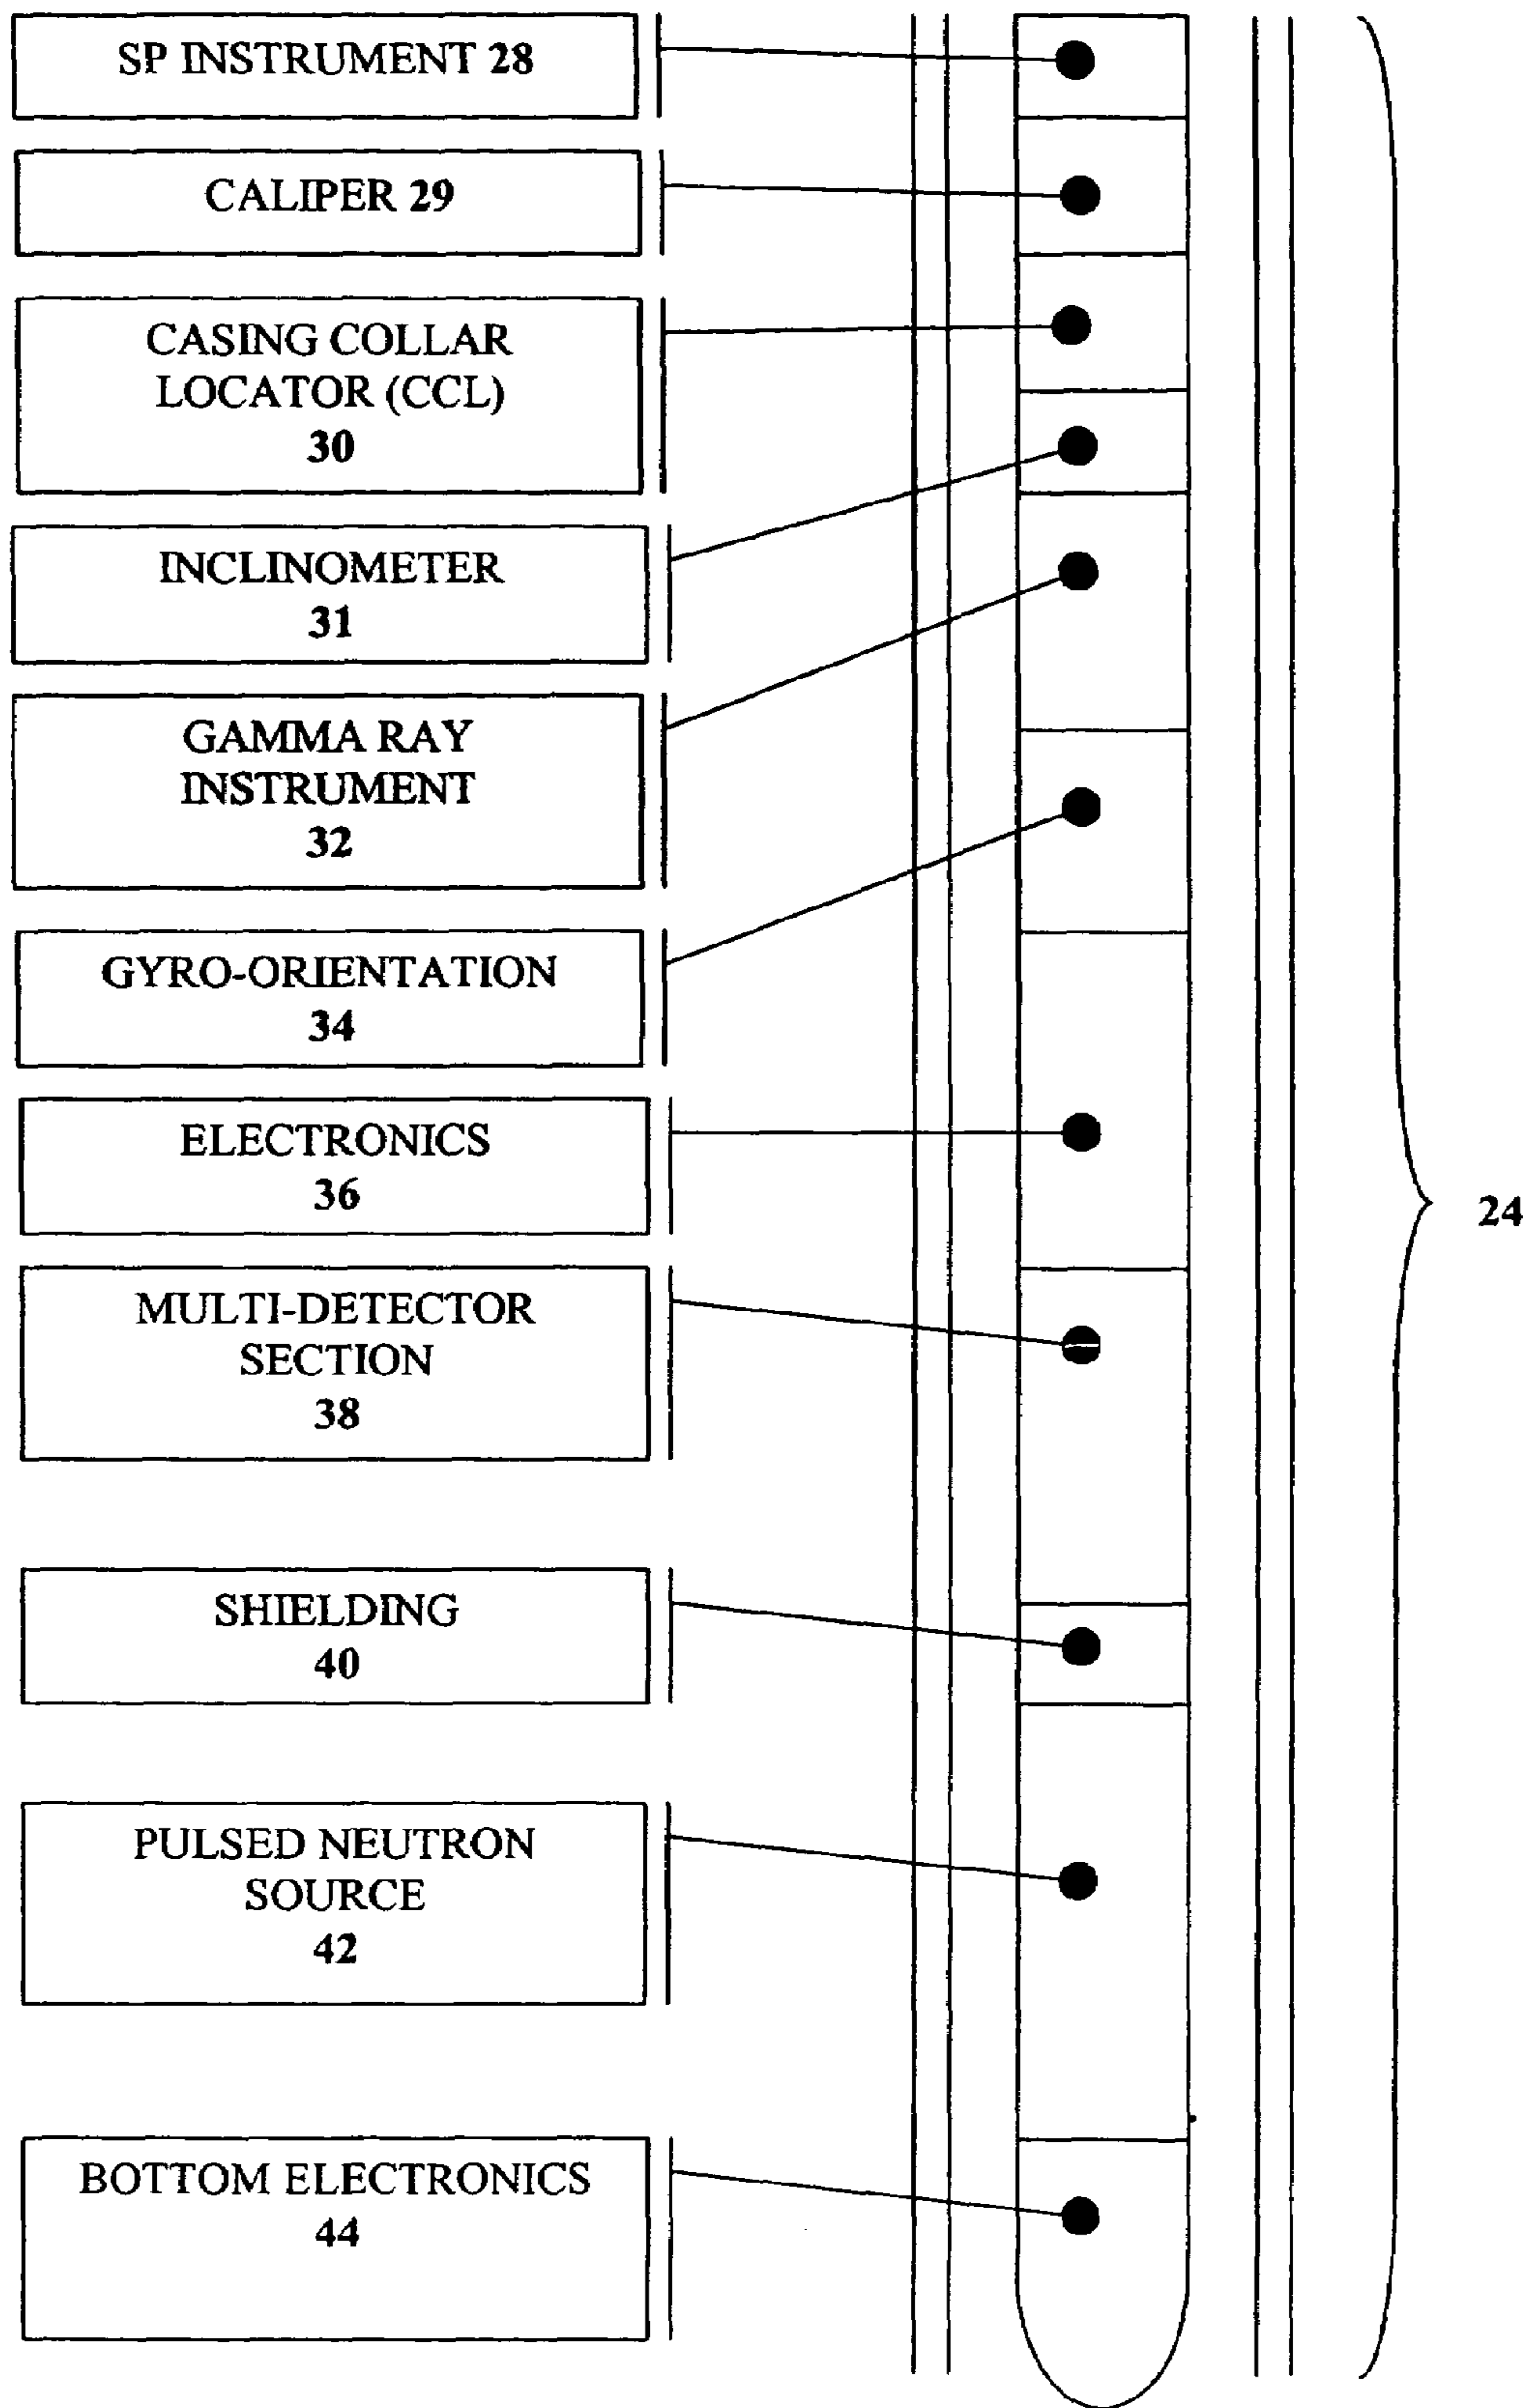 SP INSTRUMENT 28
CALIPER 29
CASING COLLAR
LOCATOR (CCL)
30
INCLINOMETER
31
GAMMA RAY
INSTRUMENT
32
GYRO-ORIENTATION
34
ELECTRONICS
36
24
MULTI-DETECTOR
SECTION
38
SHIELDING
40
PULSED NEUTRON
SOURCE
42
BOTTOM ELECTRONICS
44